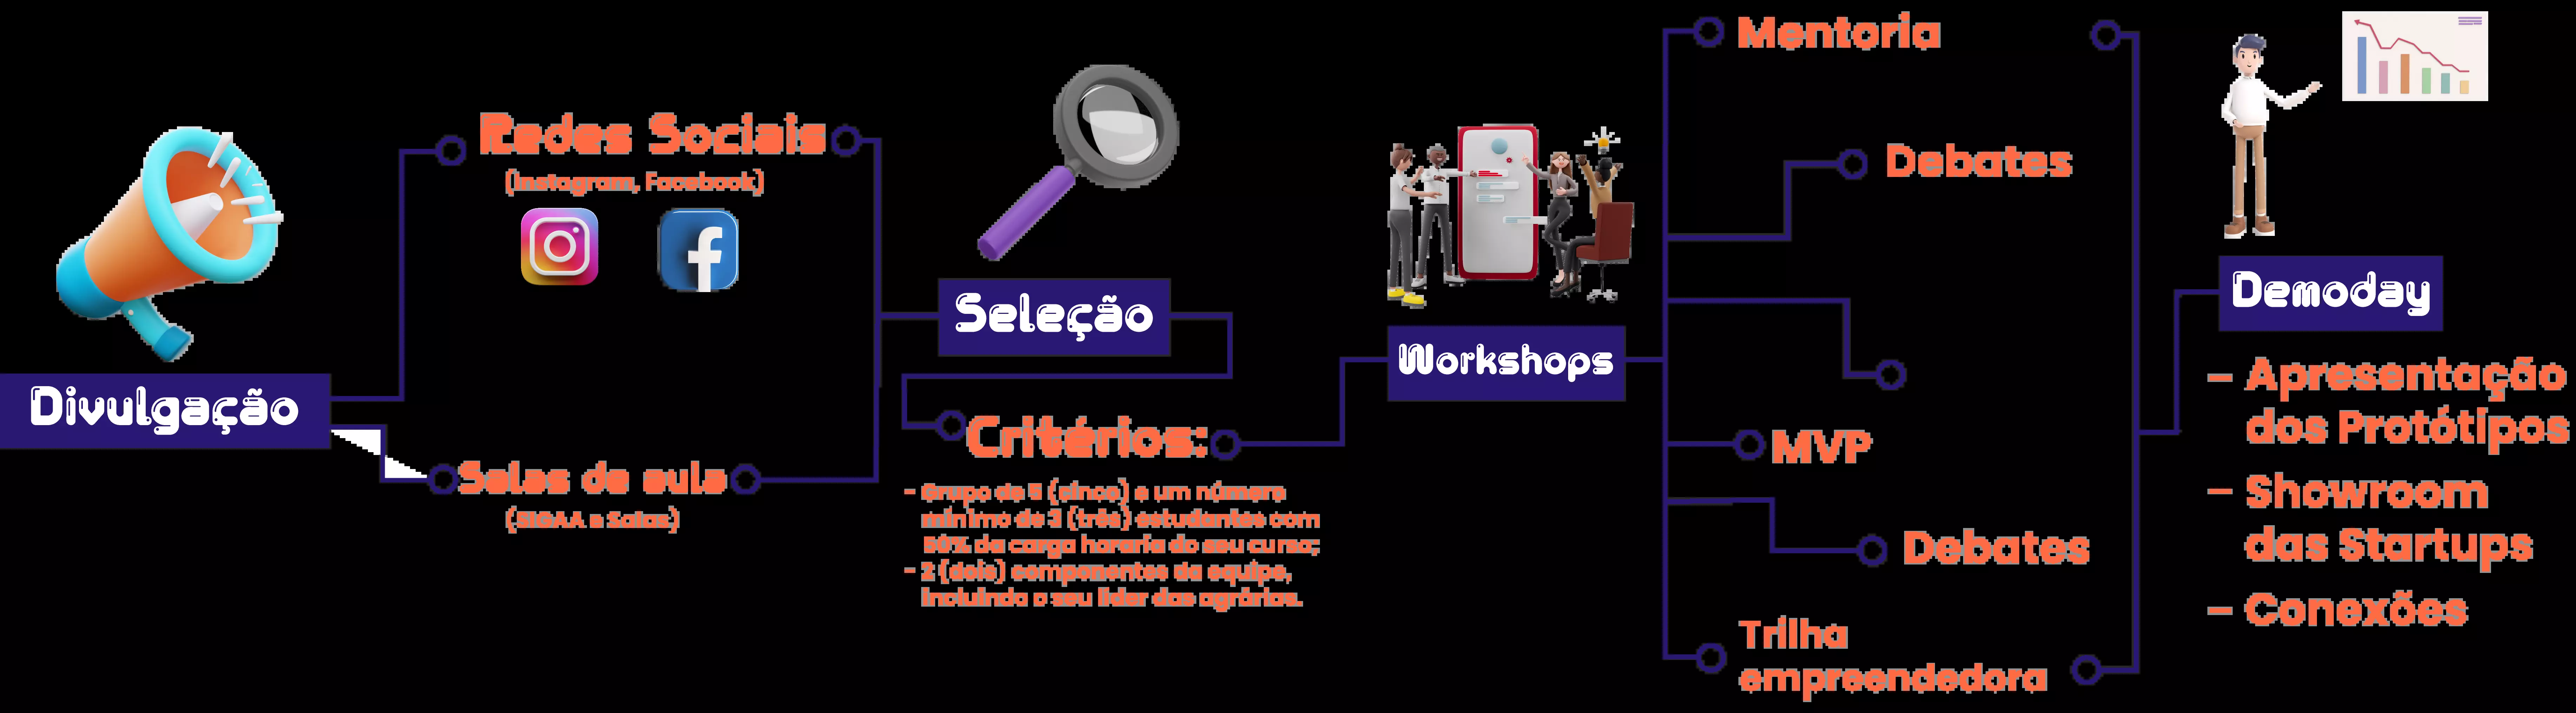 Divulgação
Redes Sociais
(Instagram, Facebook)
Salas de aula
(SIGAA e Salas)
Seleção
Critérios:
- Grupo de 5 (cinco) e um número
mínimo de 3 (três) estudantes com
50% da carga horaria do seu curso;
- 2 (dois) componentes da equipe,
incluindo o seu líder das agrárias.
Workshops
Mentoria
Debates
MVP
Debates
Trilha
empreendedora
Demoday
- Apresentação
dos Protótipos
- Showroom
das Startups
- Conexões